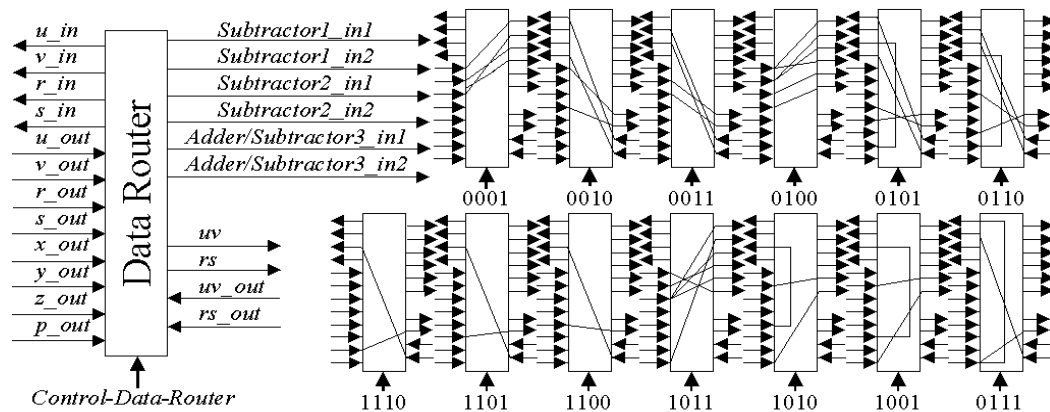 u_in
v_in
r_in
s_in
u_out
v_out
r_out
s_out
x_out
y_out
z_out
p_out
Data Router
Control-Data-Router
Subtractor1_in1
Subtractor1_in2
Subtractor2_in1
Subtractor2_in2
Adder/Subtractor3_in1
Adder/Subtractor3_in2
uv
rs
uv_out
rs_out
0001 0010 0011 0100 0101 0110
1110 1101 1100 1011 1010 1001 0111